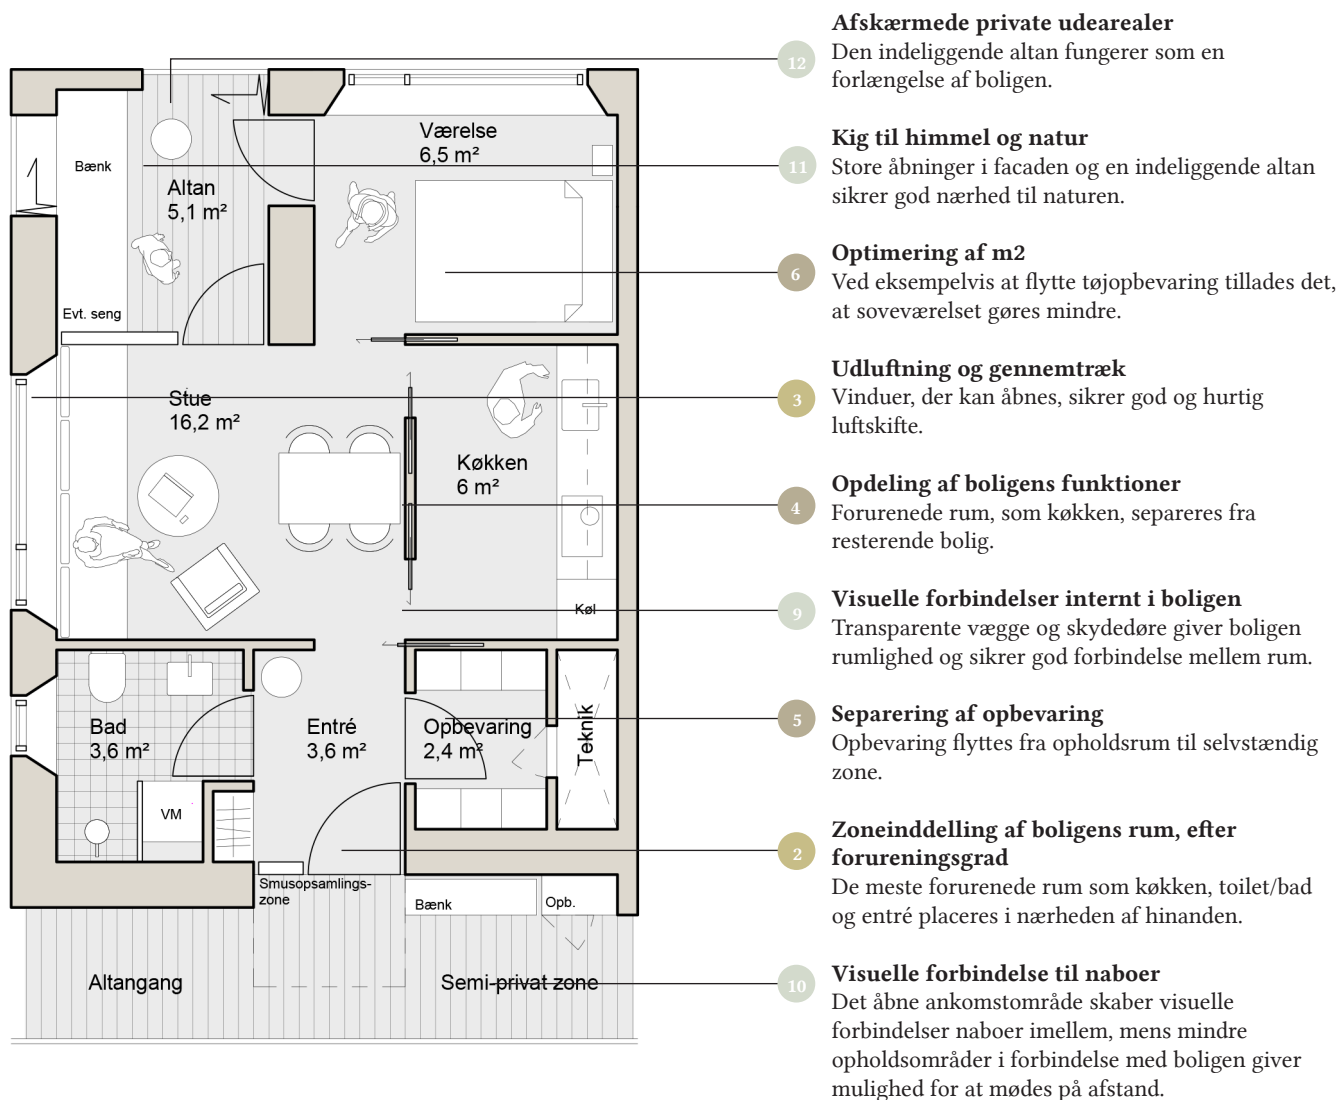 Værelse
6,5 m²
Bænk
Altan
5,1 m²
Evt. seng
Stue
16,2 m²
Køkken
6 m²
Køl
Bad
3,6 m²
Entré
3,6 m²
Opbevaring
2,4 m²
Teknik
VM
Smusopsamlings-
zone
Bænk
Opb.
Altangang
Semi-privat zone
12
Afskærmede private udearealer
Den indeliggende altan fungerer som en
forlængelse af boligen.
11
Kig til himmel og natur
Store åbninger i facaden og en indeliggende altan
sikrer god nærhed til naturen.
6
Optimering af m2
Ved eksempelvis at flytte tøjopbevaring tillades det,
at soveværelset gøres mindre.
3
Udluftning og gennemtræk
Vinduer, der kan åbnes, sikrer god og hurtig
luftskifte.
4
Opdeling af boligens funktioner
Forurenede rum, som køkken, separeres fra
resterende bolig.
9
Visuelle forbindelser internt i boligen
Transparente vægge og skydedøre giver boligen
rumlighed og sikrer god forbindelse mellem rum.
5
Separering af opbevaring
Opbevaring flyttes fra opholdsrum til selvstændig
zone.
2
Zoneinddelling af boligens rum, efter
forureningsgrad
De meste forurenede rum som køkken, toilet/bad
og entré placeres i nærheden af hinanden.
10
Visuelle forbindelse til naboer
Det åbne ankomstområde skaber visuelle
forbindelser naboer imellem, mens mindre
opholdsområder i forbindelse med boligen giver
mulighed for at mødes på afstand.